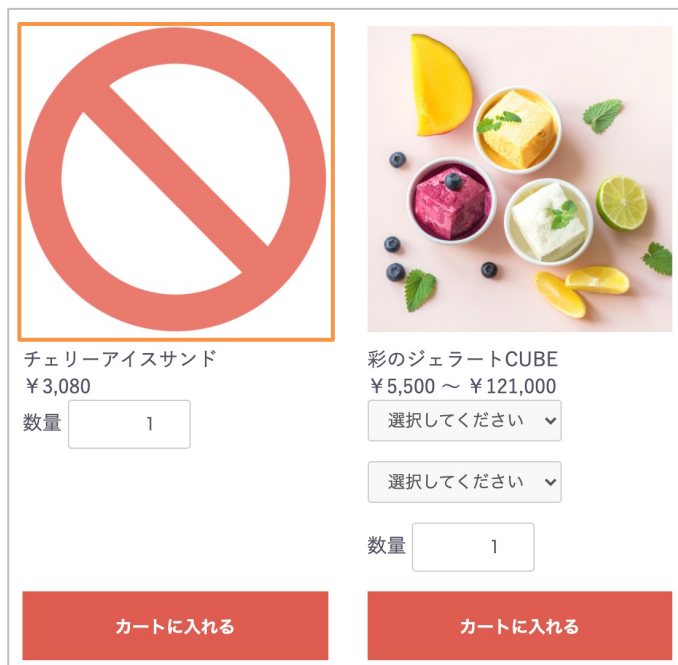 チェリーアイスサンド
￥3,080
数量 1
カートに入れる
彩のジェラートCUBE
￥5,500 ～ ￥121,000
選択してください
選択してください
数量 1
カートに入れる